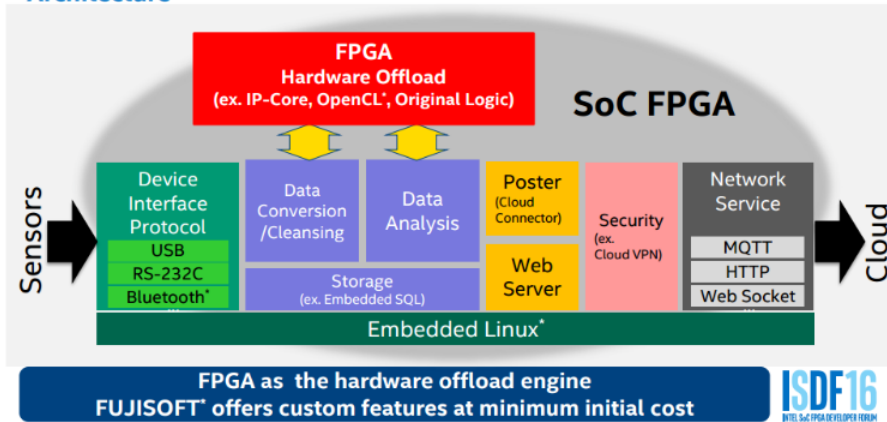 Architecture
FPGA
Hardware Offload
(ex. IP-Core, OpenCL*, Original Logic)
SoC FPGA
Sensors
Device
Interface
Protocol
USB
RS-232C
Bluetooth*
...
Data
Conversion
/Cleansing
Data
Analysis
Storage
(ex. Embedded SQL)
Poster
(Cloud
Connector)
Web
Server
Security
(ex.
Cloud VPN)
Network
Service
MQTT
HTTP
Web Socket
...
Cloud
Embedded Linux*
FPGA as the hardware offload engine
FUJISOFT* offers custom features at minimum initial cost
ISDF16
INTEL SoC FPGA DEVELOPER FORUM